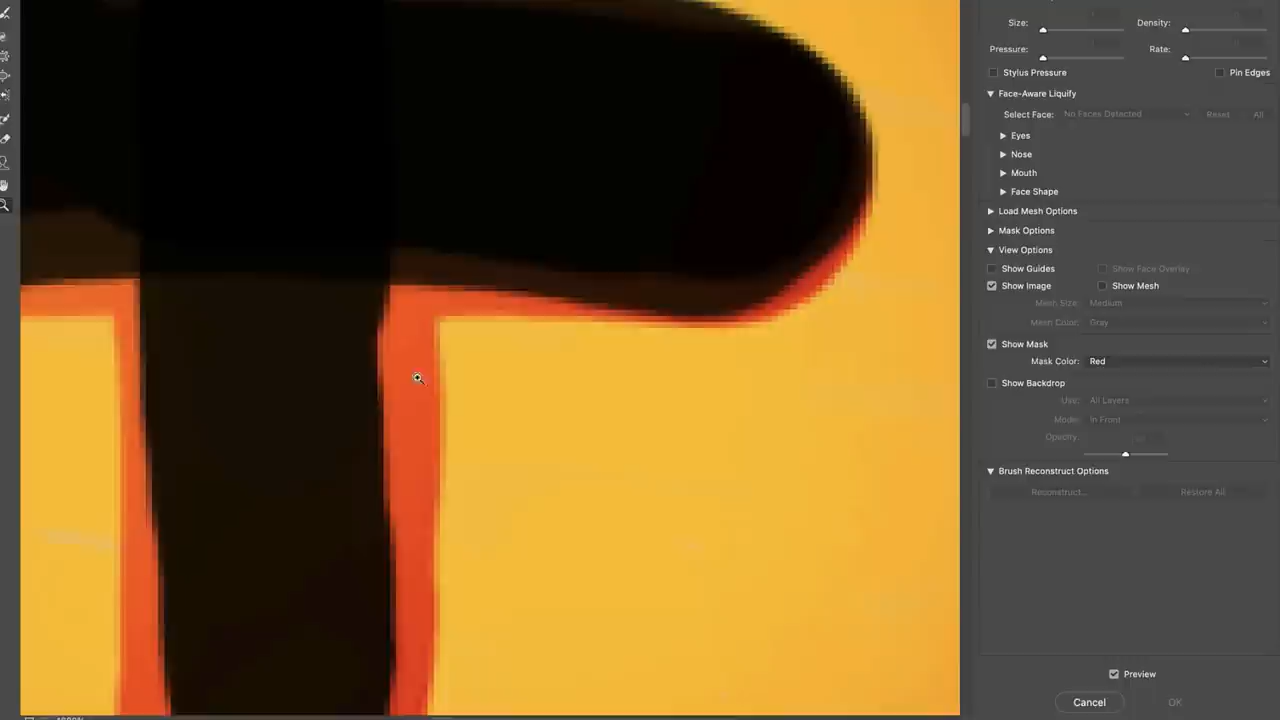 Size: Density:
Pressure: Rate:
Stylus Pressure Pin Edges
Face-Aware Liquify
Select Face: No Faces Detected Reset All
Eyes
Nose
Mouth
Face Shape
Load Mesh Options
Mask Options
View Options
Show Guides Show Face Overlay
Show Image Show Mesh
Mesh Size: Medium
Mesh Color: Gray
Show Mask
Mask Color: Red
Show Backdrop
Use: All Layers
Mode: In Front
Opacity:
Brush Reconstruct Options
Reconstruct... Restore All
Preview
Cancel OK